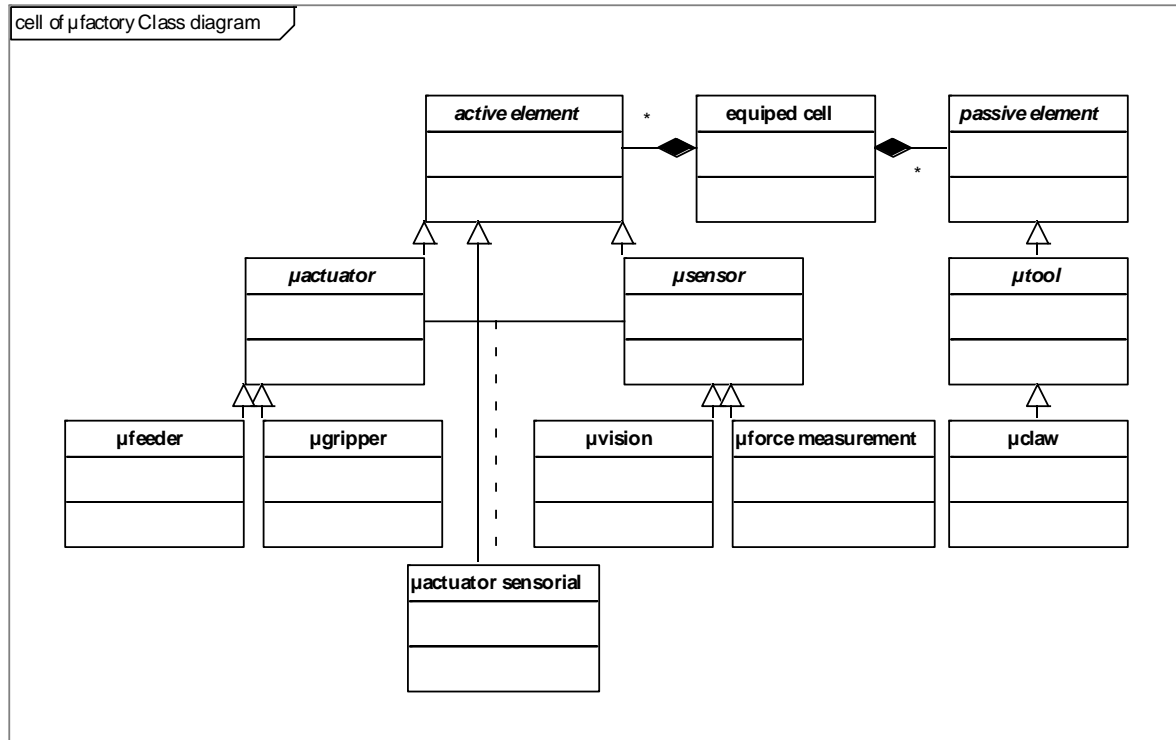 cell of µfactory Class diagram
active element
*
equiped cell
passive element
*
µactuator
µsensor
µtool
µfeeder
µgripper
µvision
µforce measurement
µclaw
µactuator sensorial